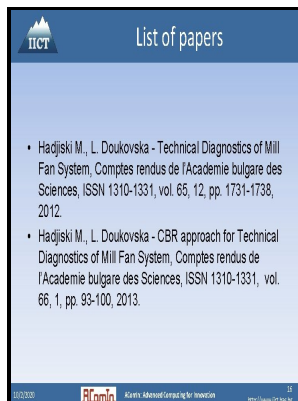 IICT
List of papers
• Hadjiski M., L. Doukovska - Technical Diagnostics of Mill
Fan System, Comptes rendus de l'Academie bulgare des
Sciences, ISSN 1310-1331, vol. 65, 12, pp. 1731-1738,
2012.
• Hadjiski M., L. Doukovska - CBR approach for Technical
Diagnostics of Mill Fan System, Comptes rendus de
l'Academie bulgare des Sciences, ISSN 1310-1331, vol.
66, 1, pp. 93-100, 2013.
10/2/2020
AComIn
AComIn: Advanced Computing for Innovation
16